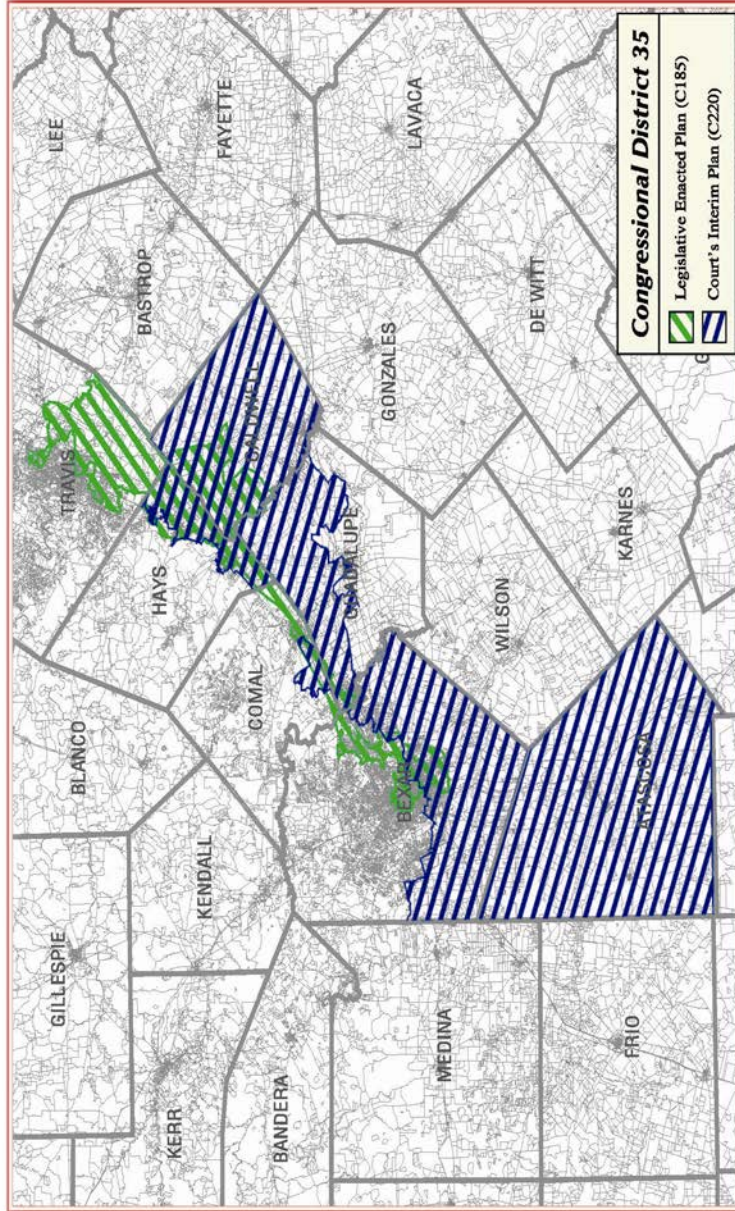 GILLESPIE
BLANCO
TRAVIS
LEE
KERR
KENDALL
HAYS
BASTROP
FAYETTE
BANDERA
COMAL
CALDWELL
GUADALUPE
BEXAR
GONZALES
LAVACA
MEDINA
WILSON
DE WITT
FRIO
ATASCOSA
KARNES
G
Congressional District 35
Legislative Enacted Plan (C185)
Court's Interim Plan (C220)